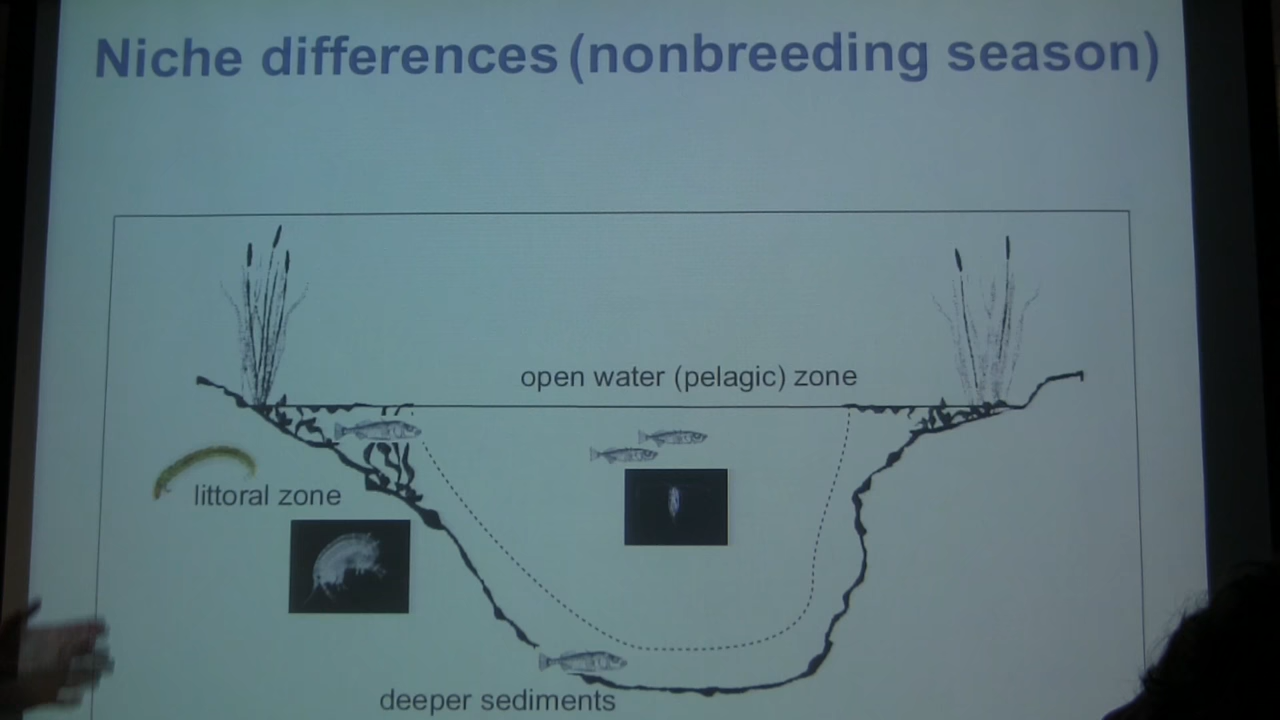 Niche differences (nonbreeding season)
open water (pelagic) zone
littoral zone
deeper sediments